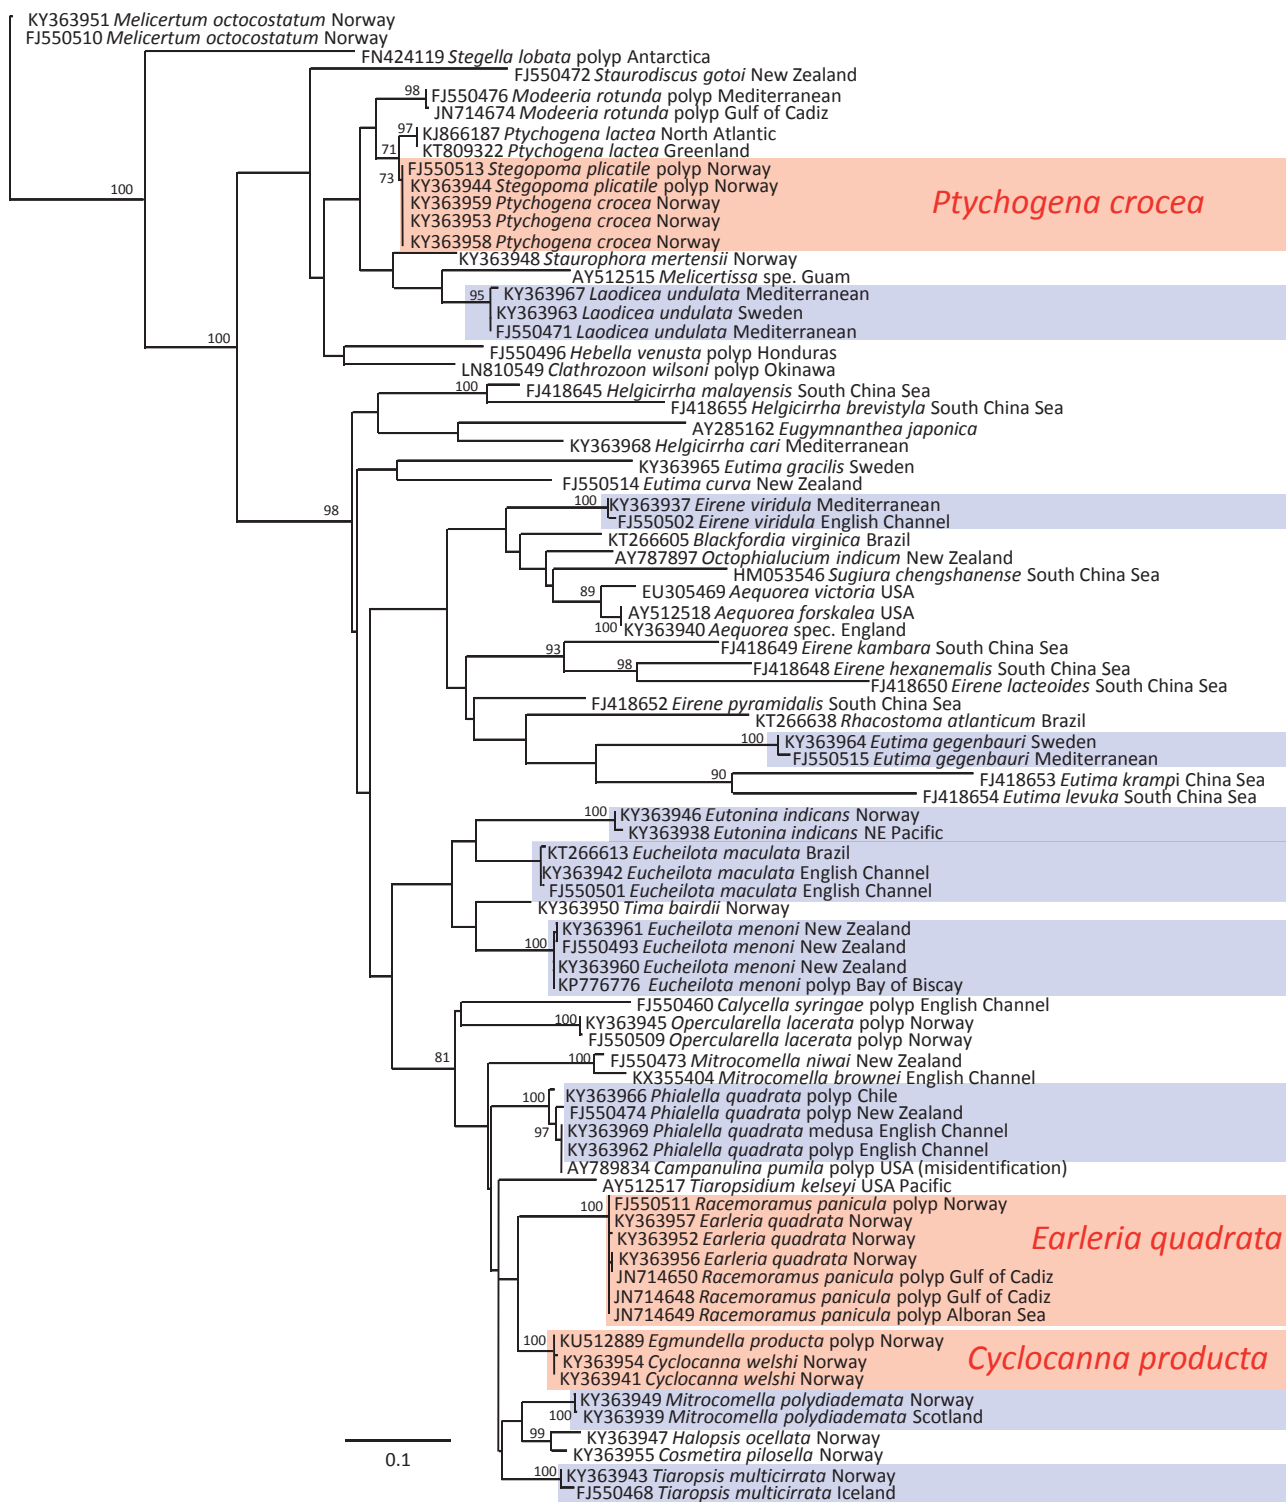 KY363951 Melicertum octocostatum Norway
FJ550510 Melicertum octocostatum Norway
FN424119 Stegella lobata polyp Antarctica
FJ550472 Staurodiscus gotoi New Zealand
98 FJ550476 Modeeria rotunda polyp Mediterranean
JN714674 Modeeria rotunda polyp Gulf of Cadiz
97 KJ866187 Ptychogena lactea North Atlantic
71 KT809322 Ptychogena lactea Greenland
FJ550513 Stegopoma plicatile polyp Norway
73 KY363944 Stegopoma plicatile polyp Norway
100
KY363959 Ptychogena crocea Norway
Ptychogena crocea
KY363953 Ptychogena crocea Norway
KY363958 Ptychogena crocea Norway
KY363948 Staurophora mertensii Norway
AY512515 Melicertissa spe. Guam
95 KY363967 Laodicea undulata Mediterranean
KY363963 Laodicea undulata Sweden
FJ550471 Laodicea undulata Mediterranean
100
FJ550496 Hebella venusta polyp Honduras
LN810549 Clathrozoon wilsoni polyp Okinawa
100 FJ418645 Helgicirrha malayensis South China Sea
FJ418655 Helgicirrha brevistyla South China Sea
AY285162 Eugymnanthea japonica
KY363968 Helgicirrha cari Mediterranean
KY363965 Eutima gracilis Sweden
FJ550514 Eutima curva New Zealand
100 KY363937 Eirene viridula Mediterranean
98
FJ550502 Eirene viridula English Channel
KT266605 Blackfordia virginica Brazil
AY787897 Octophialucium indicum New Zealand
HM053546 Sugiura chengshanense South China Sea
89 EU305469 Aequorea victoria USA
AY512518 Aequorea forskalea USA
100 KY363940 Aequorea spec. England
93 FJ418649 Eirene kambara South China Sea
98 FJ418648 Eirene hexanemalis South China Sea
FJ418650 Eirene lacteoides South China Sea
FJ418652 Eirene pyramidalis South China Sea
KT266638 Rhacostoma atlanticum Brazil
100 KY363964 Eutima gegenbauri Sweden
FJ550515 Eutima gegenbauri Mediterranean
90 FJ418653 Eutima krampi China Sea
FJ418654 Eutima levuka South China Sea
100 KY363946 Eutonina indicans Norway
KY363938 Eutonina indicans NE Pacific
KT266613 Eucheilota maculata Brazil
KY363942 Eucheilota maculata English Channel
FJ550501 Eucheilota maculata English Channel
KY363950 Tima bairdii Norway
KY363961 Eucheilota menoni New Zealand
100 FJ550493 Eucheilota menoni New Zealand
KY363960 Eucheilota menoni New Zealand
KP776776 Eucheilota menoni polyp Bay of Biscay
FJ550460 Calycella syringae polyp English Channel
100 KY363945 Opercularella lacerata polyp Norway
FJ550509 Opercularella lacerata polyp Norway
81
100 FJ550473 Mitrocomella niwai New Zealand
KX355404 Mitrocomella brownei English Channel
100 KY363966 Phialella quadrata polyp Chile
FJ550474 Phialella quadrata polyp New Zealand
97 KY363969 Phialella quadrata medusa English Channel
KY363962 Phialella quadrata polyp English Channel
AY789834 Campanulina pumila polyp USA (misidentification)
AY512517 Tiaropsidium kelseyi USA Pacific
100 FJ550511 Racemoramus panicula polyp Norway
KY363957 Earleria quadrata Norway
KY363952 Earleria quadrata Norway
Earleria quadrata
KY363956 Earleria quadrata Norway
JN714650 Racemoramus panicula polyp Gulf of Cadiz
JN714648 Racemoramus panicula polyp Gulf of Cadiz
JN714649 Racemoramus panicula polyp Alboran Sea
100 KU512889 Egmundella producta polyp Norway
KY363954 Cyclocanna welshi Norway
Cyclocanna producta
KY363941 Cyclocanna welshi Norway
KY363949 Mitrocomella polydiademata Norway
100 KY363939 Mitrocomella polydiademata Scotland
99 KY363947 Halopsis ocellata Norway
KY363955 Cosmetira pilosella Norway
0.1
100 KY363943 Tiaropsis multicirrata Norway
FJ550468 Tiaropsis multicirrata Iceland